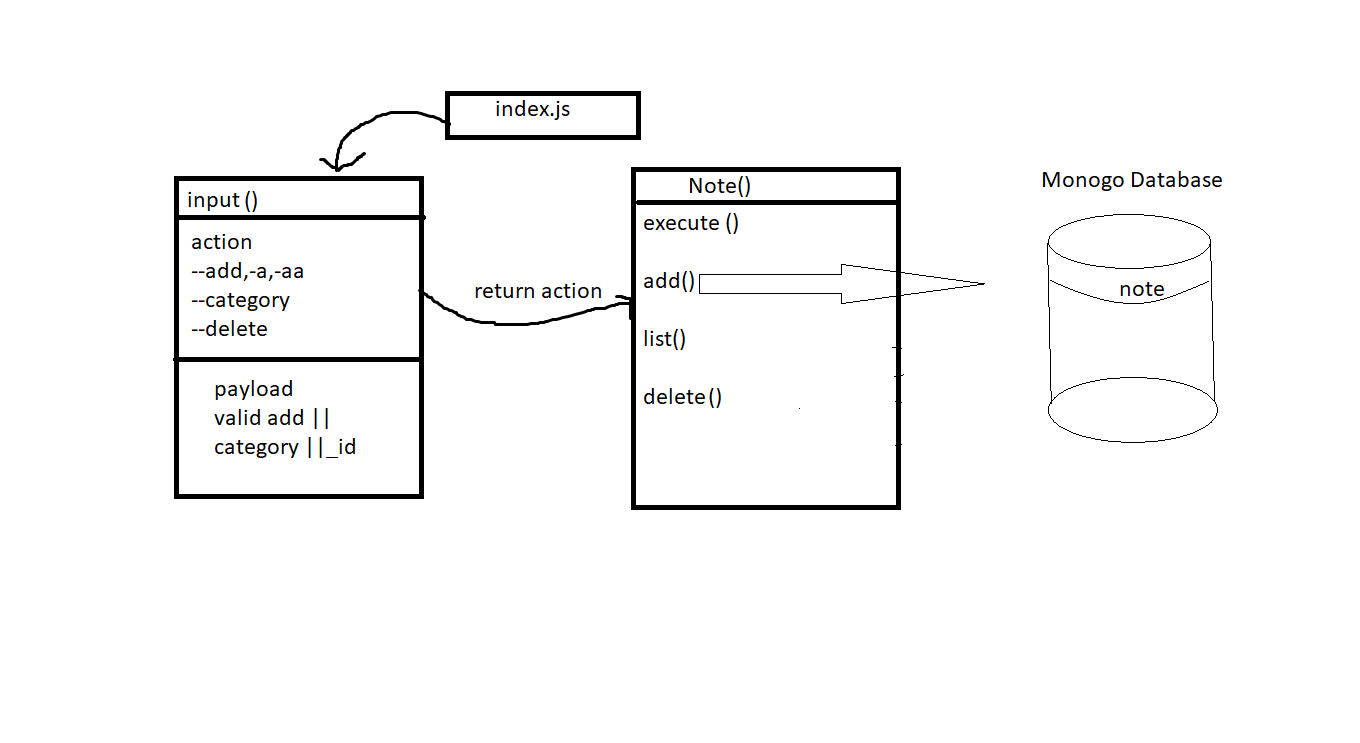 index.js
input ()
action
--add,-a,-aa
--category
--delete
payload
valid add ||
category ||_id
return action
Note()
execute ()
add()
list()
delete()
Monogo Database
note